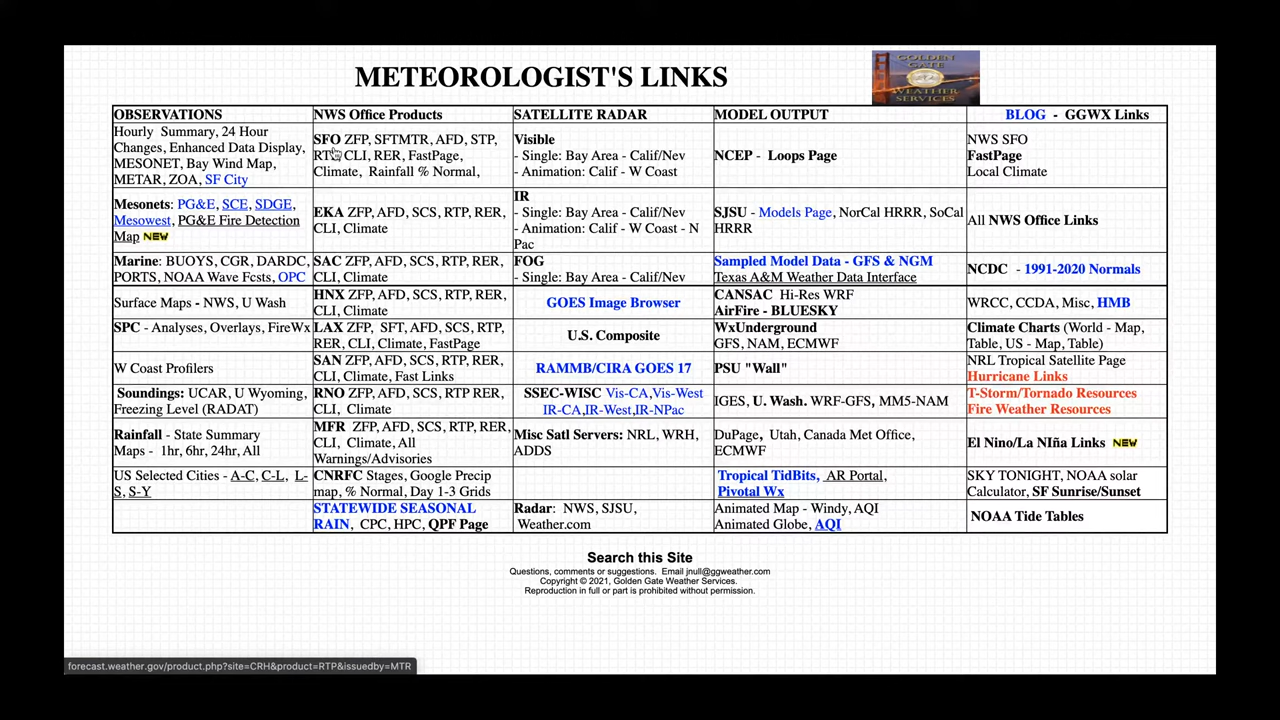 METEOROLOGIST'S LINKS
GOLDEN GATE
WEATHER
SERVICES
OBSERVATIONS
NWS Office Products
SATELLITE RADAR
MODEL OUTPUT
BLOG - GGWX Links
Hourly Summary, 24 Hour
Changes, Enhanced Data Display,
MESONET, Bay Wind Map,
METAR, ZOA, SF City
SFO ZFP, SFTMTR, AFD, STP,
RTP, CLI, RER, FastPage,
Climate, Rainfall % Normal,
Visible
- Single: Bay Area - Calif/Nev
- Animation: Calif - W Coast
NCEP - Loops Page
NWS SFO
FastPage
Local Climate
Mesonets: PG&E, SCE, SDGE,
Mesowest, PG&E Fire Detection
Map NEW
EKA ZFP, AFD, SCS, RTP, RER,
CLI, Climate
IR
- Single: Bay Area - Calif/Nev
- Animation: Calif - W Coast - N
Pac
SJSU - Models Page, NorCal HRRR, SoCal
HRRR
All NWS Office Links
Marine: BUOYS, CGR, DARDC,
PORTS, NOAA Wave Fcsts, OPC
SAC ZFP, AFD, SCS, RTP, RER,
CLI, Climate
FOG
- Single: Bay Area - Calif/Nev
Sampled Model Data - GFS & NGM
Texas A&M Weather Data Interface
NCDC - 1991-2020 Normals
Surface Maps - NWS, U Wash
HNX ZFP, AFD, SCS, RTP, RER,
CLI, Climate
GOES Image Browser
CANSAC Hi-Res WRF
AirFire - BLUESKY
WRCC, CCDA, Misc, HMB
SPC - Analyses, Overlays, FireWx
LAX ZFP, SFT, AFD, SCS, RTP,
RER, CLI, Climate, FastPage
U.S. Composite
WxUnderground
GFS, NAM, ECMWF
Climate Charts (World - Map,
Table, US - Map, Table)
W Coast Profilers
SAN ZFP, AFD, SCS, RTP, RER,
CLI, Climate, Fast Links
RAMMB/CIRA GOES 17
PSU "Wall"
NRL Tropical Satellite Page
Hurricane Links
Soundings: UCAR, U Wyoming,
Freezing Level (RADAT)
RNO ZFP, AFD, SCS, RTP, RER,
CLI, Climate
SSEC-WISC Vis-CA,Vis-West
IR-CA,IR-West,IR-NPac
IGES, U. Wash. WRF-GFS, MM5-NAM
T-Storm/Tornado Resources
Fire Weather Resources
Rainfall - State Summary
Maps - 1hr, 6hr, 24hr, All
MFR ZFP, AFD, SCS, RTP, RER,
CLI, Climate, All
Warnings/Advisories
Misc Satl Servers: NRL, WRH,
ADDS
DuPage, Utah, Canada Met Office,
ECMWF
El Nino/La NIña Links NEW
US Selected Cities - A-C, C-L, L-
S, S-Y
CNRFC Stages, Google Precip
map, % Normal, Day 1-3 Grids
Tropical TidBits, AR Portal,
Pivotal Wx
SKY TONIGHT, NOAA solar
Calculator, SF Sunrise/Sunset
STATEWIDE SEASONAL
RAIN, CPC, HPC, QPF Page
Radar: NWS, SJSU,
Weather.com
Animated Map - Windy, AQI
Animated Globe, AQI
NOAA Tide Tables
Search this Site
Questions, comments or suggestions. Email jnull@ggweather.com
Copyright © 2021, Golden Gate Weather Services.
Reproduction in full or part is prohibited without permission.
forecast.weather.gov/product.php?site=CRH&product=RTP&issuedby=MTR